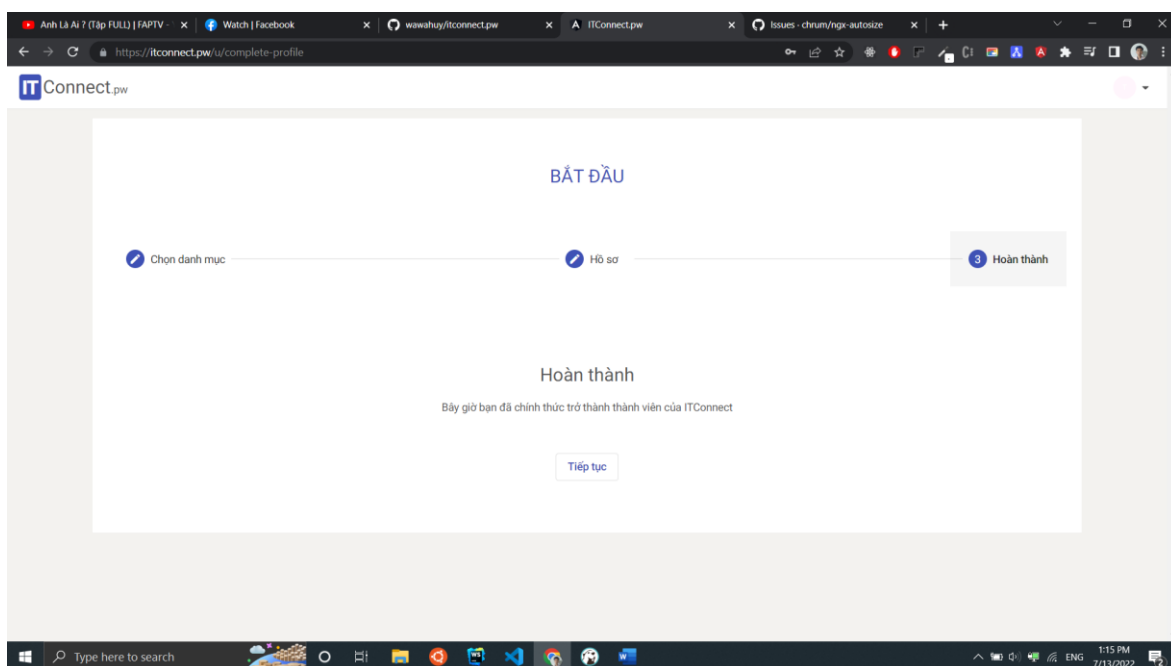 Anh Là Ai ? (Tập FULL) | FAPTV -
Watch | Facebook
wawahuy/itconnect.pw
ITConnect.pw
Issues - chrum/ngx-autosize
https://itconnect.pw/u/complete-profile
IT Connect.pw
BẮT ĐẦU
Chọn danh mục
Hồ sơ
3 Hoàn thành
Hoàn thành
Bây giờ bạn đã chính thức trở thành thành viên của ITConnect
Tiếp tục
Type here to search
ENG
1:15 PM
7/13/2022